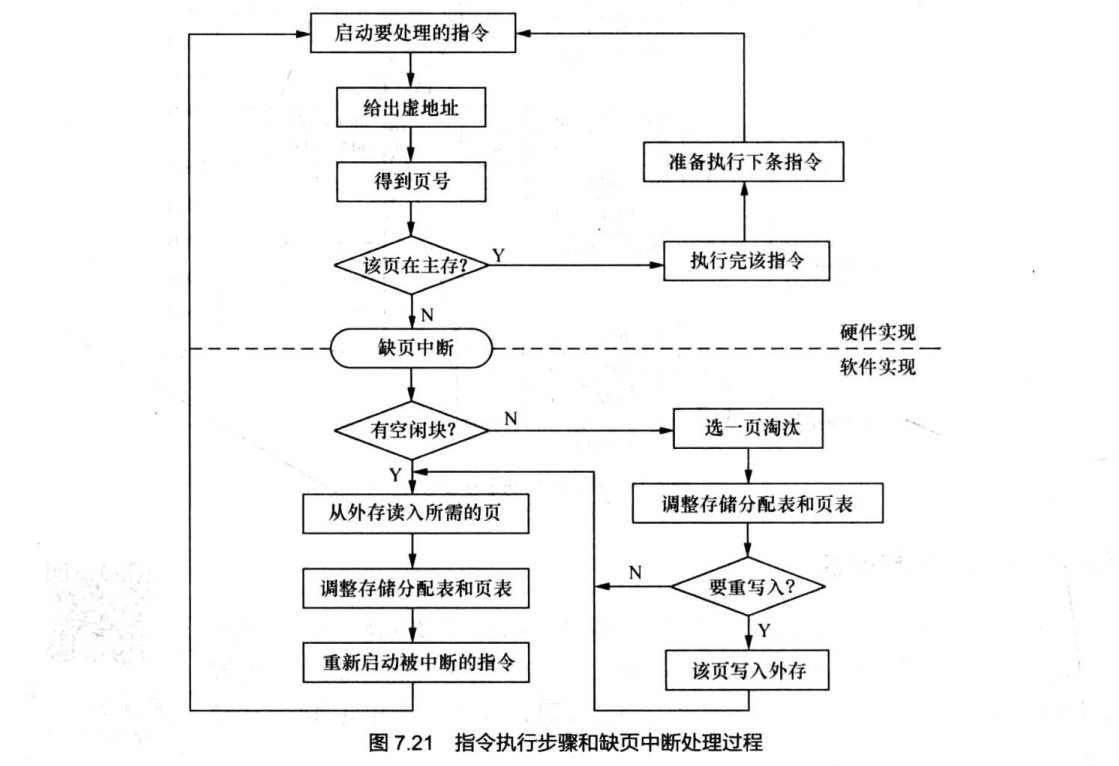 启动要处理的指令
给出虚地址
准备执行下条指令
得到页号
该页在主存?
Y
执行完该指令
N
缺页中断
硬件实现
软件实现
有空闲块?
N
选一页淘汰
Y
从外存读入所需的页
调整存储分配表和页表
调整存储分配表和页表
N
要重写入?
Y
重新启动被中断的指令
该页写入外存
图 7.21 指令执行步骤和缺页中断处理过程